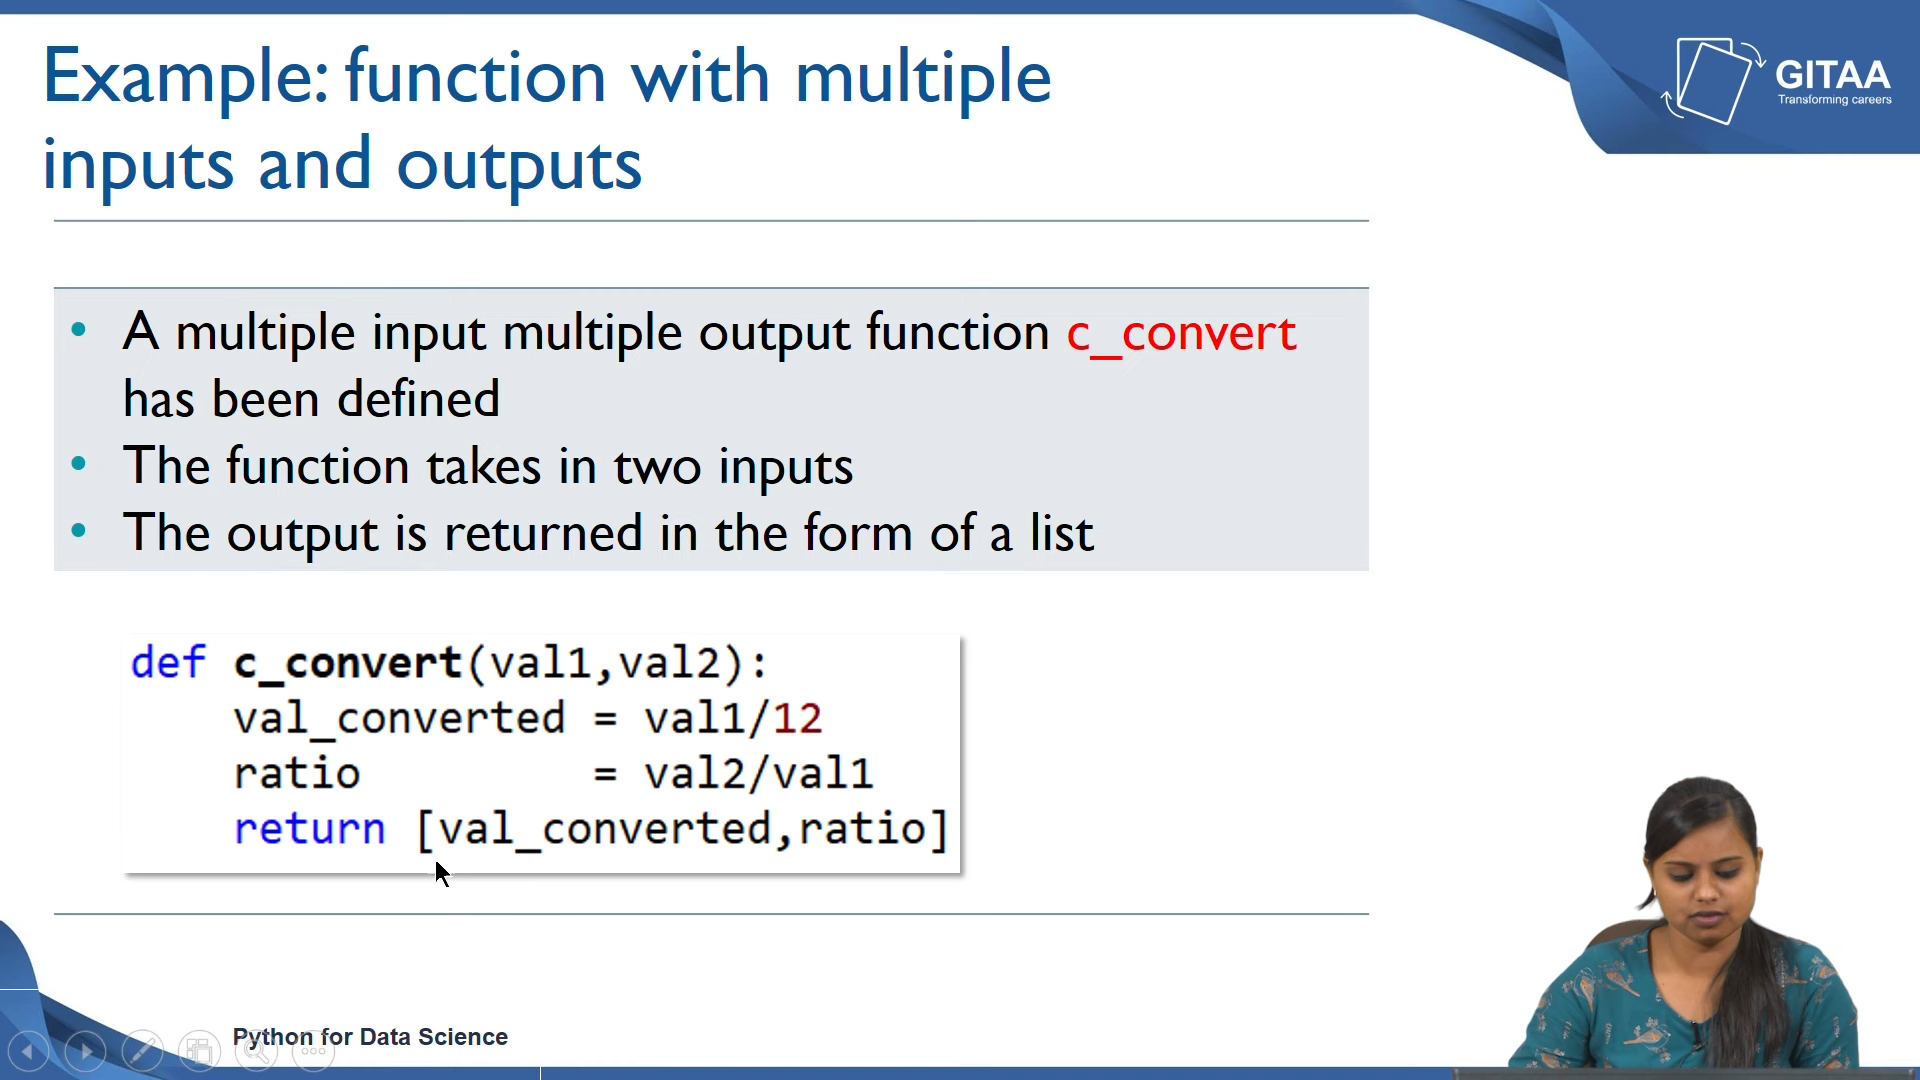 Example: function with multiple
inputs and outputs
GITAA
Transforming careers
• A multiple input multiple output function c_convert
has been defined
• The function takes in two inputs
• The output is returned in the form of a list
def c_convert(val1,val2):
    val_converted = val1/12
    ratio         = val2/val1
    return [val_converted,ratio]
Python for Data Science